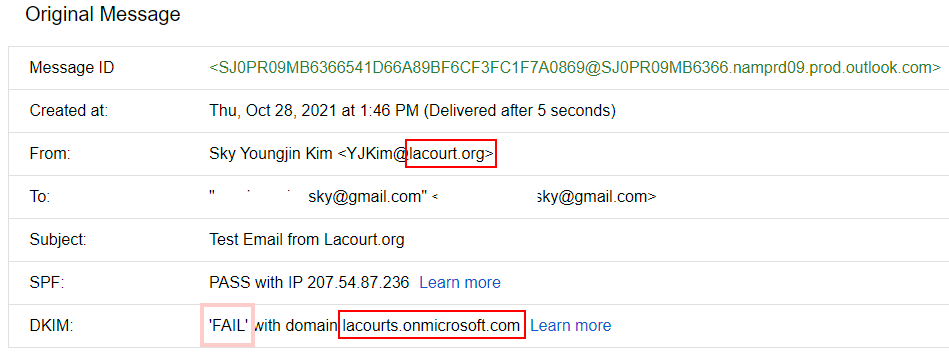 Original Message
Message ID <SJ0PR09MB6366541D66A89BF6CF3FC1F7A0869@SJ0PR09MB6366.namprd09.prod.outlook.com>
Created at: Thu, Oct 28, 2021 at 1:46 PM (Delivered after 5 seconds)
From: Sky Youngjin Kim <YJKim@lacourt.org>
To: " sky@gmail.com" < sky@gmail.com>
Subject: Test Email from Lacourt.org
SPF: PASS with IP 207.54.87.236 Learn more
DKIM: 'FAIL' with domain lacourts.onmicrosoft.com Learn more